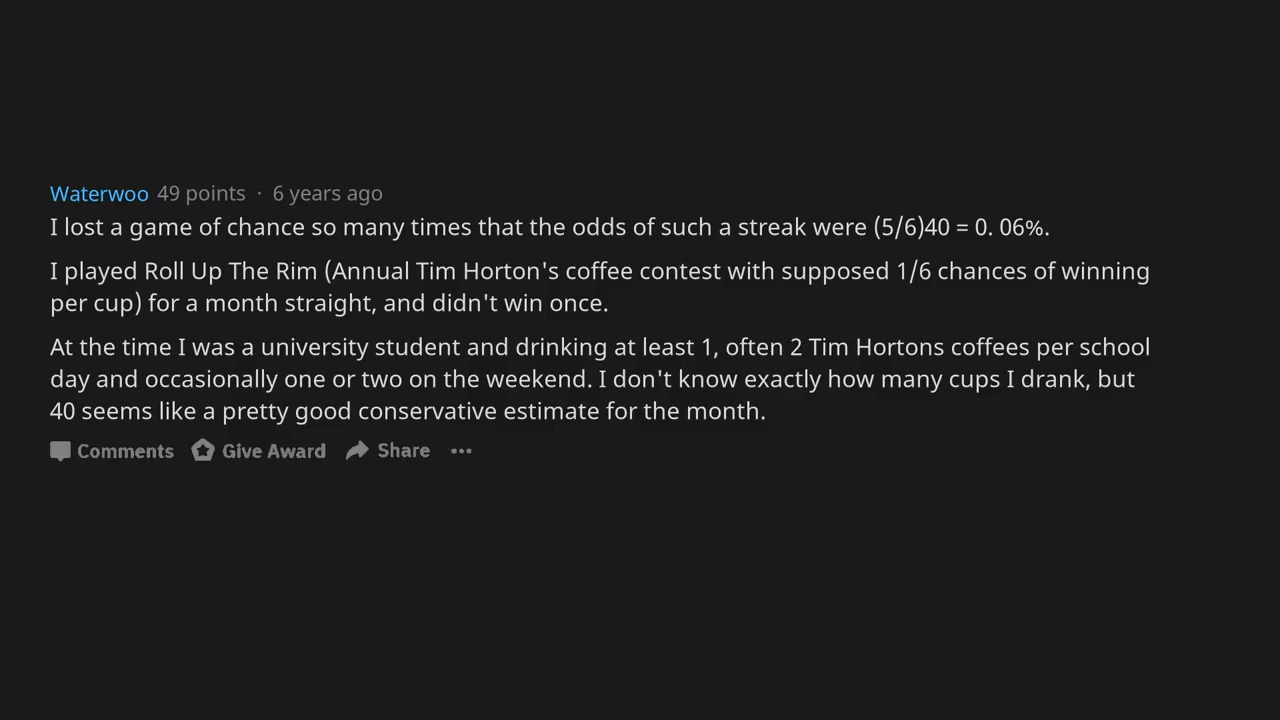 Waterwoo 49 points · 6 years ago
I lost a game of chance so many times that the odds of such a streak were (5/6)40 = 0. 06%.
I played Roll Up The Rim (Annual Tim Horton's coffee contest with supposed 1/6 chances of winning
per cup) for a month straight, and didn't win once.
At the time I was a university student and drinking at least 1, often 2 Tim Hortons coffees per school
day and occasionally one or two on the weekend. I don't know exactly how many cups I drank, but
40 seems like a pretty good conservative estimate for the month.
Comments Give Award Share ···